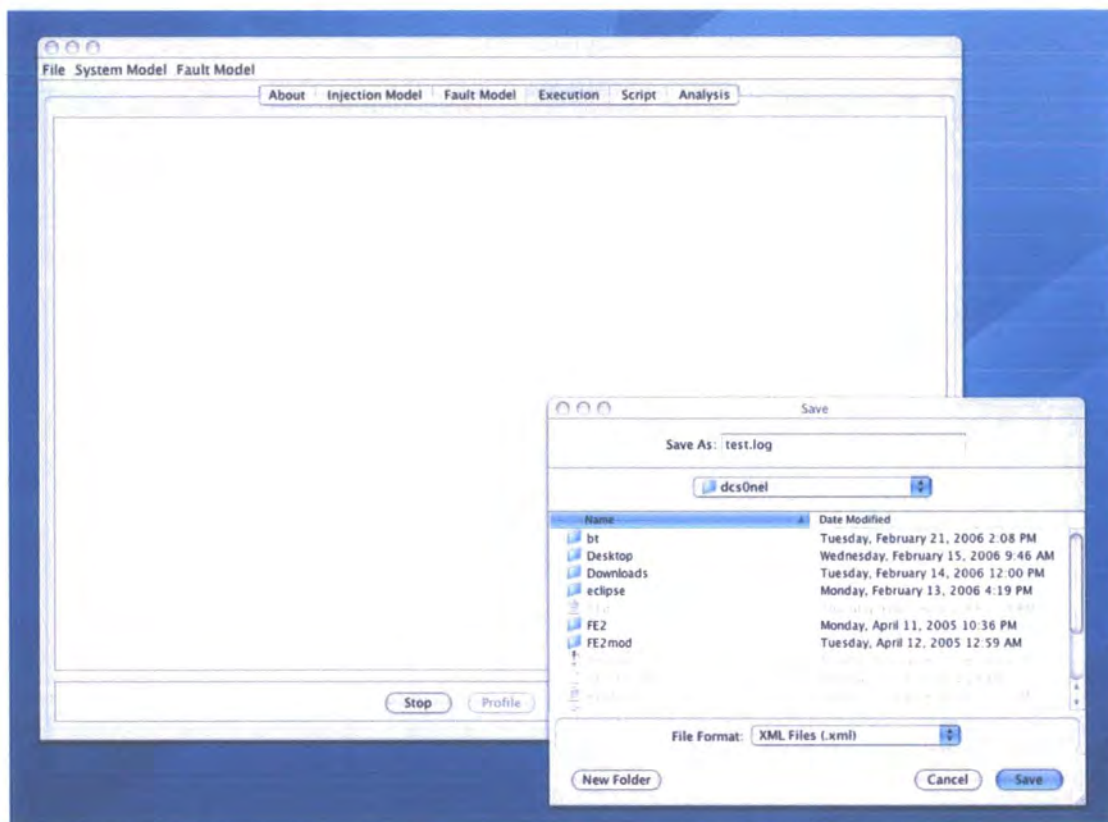 File System Model Fault Model
About Injection Model Fault Model Execution Script Analysis
Stop Profile
Save
Save As: test.log
dcs0nel
Name Date Modified
bt Tuesday, February 21, 2006 2:08 PM
Desktop Wednesday, February 15, 2006 9:46 AM
Downloads Tuesday, February 14, 2006 12:00 PM
eclipse Monday, February 13, 2006 4:19 PM
FE2 Monday, April 11, 2005 10:36 PM
FE2mod Tuesday, April 12, 2005 12:59 AM
File Format: XML Files (.xml)
New Folder Cancel Save